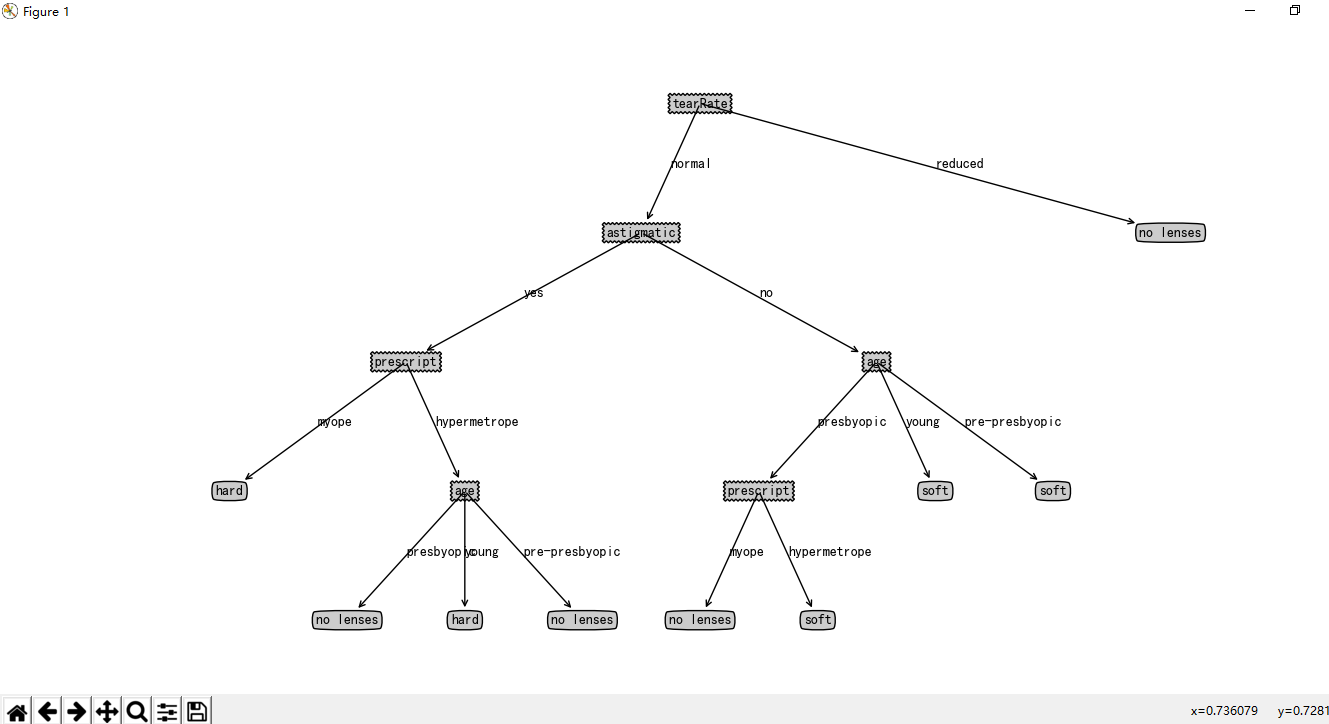 Figure 1
tearRate
normal
reduced
astigmatic
no lenses
yes
no
prescript
age
myope
hypermetrope
presbyopic
young
pre-presbyopic
hard
age
prescript
soft
soft
presbyopic
young
pre-presbyopic
myope
hypermetrope
no lenses
hard
no lenses
no lenses
soft
x=0.736079 y=0.7281